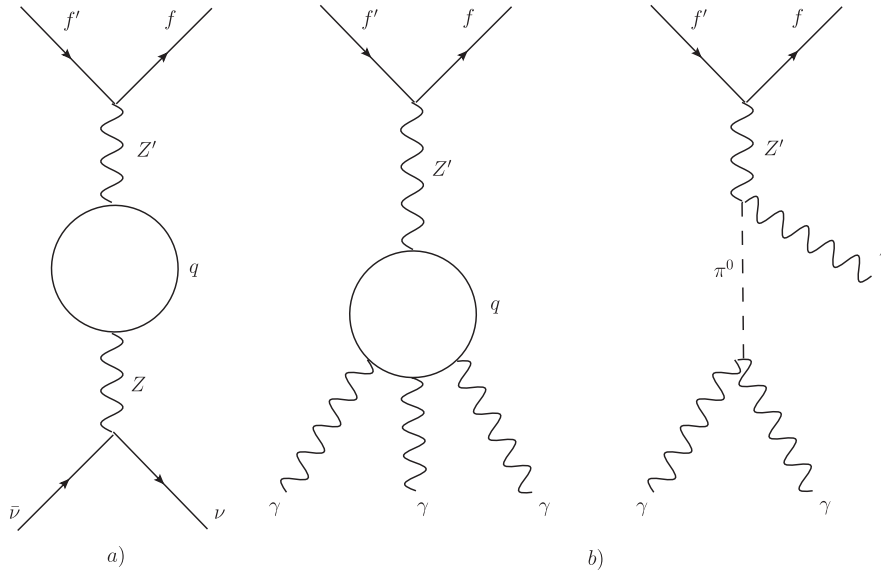 f′ f f′ f f′ f
Z′ Z′ Z′
q q π⁰
Z
ν̄ ν γ γ γ γ γ
a) b)